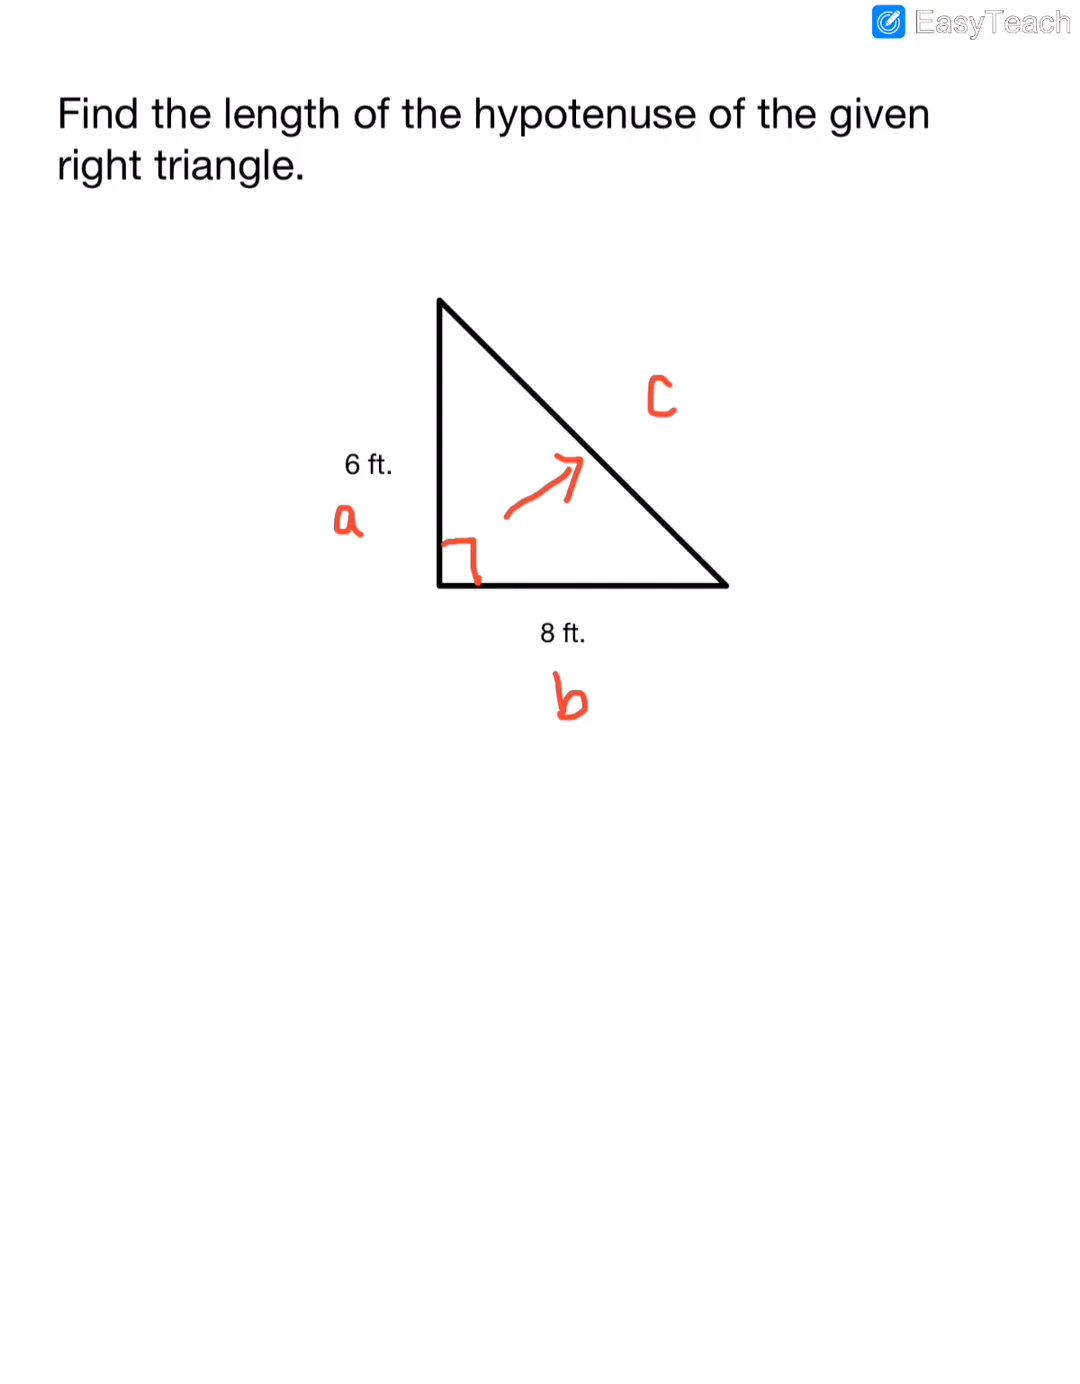 EasyTeach
Find the length of the hypotenuse of the given
right triangle.
c
6 ft.
a
8 ft.
b